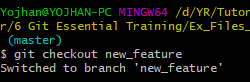 Yojhan@YOJHAN-PC MINGW64 /d/YR/Tutor
r/6 Git Essential Training/Ex_Files_
 (master)
$ git checkout new_feature
Switched to branch 'new_feature'